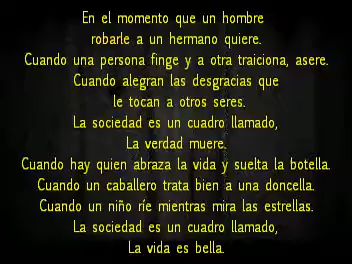 En el momento que un hombre
robarle a un hermano quiere.
Cuando una persona finge y a otra traiciona, asere.
Cuando alegran las desgracias que
le tocan a otros seres.
La sociedad es un cuadro llamado,
La verdad muere.
Cuando hay quien abraza la vida y suelta la botella.
Cuando un caballero trata bien a una doncella.
Cuando un niño ríe mientras mira las estrellas.
La sociedad es un cuadro llamado,
La vida es bella.